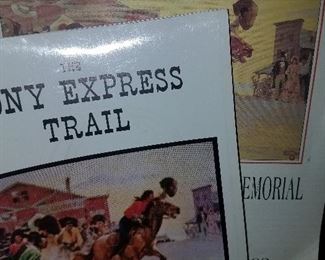 THE
ONY EXPRESS
TRAIL
EMORIAL